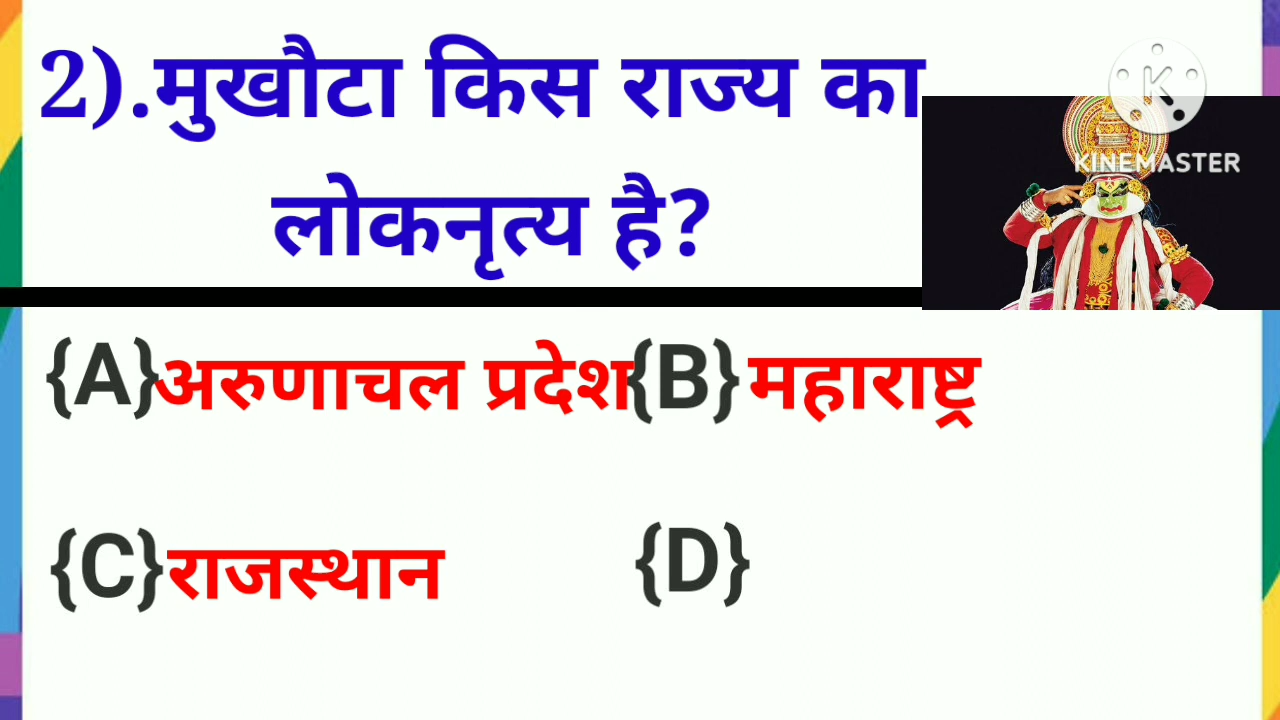 2).मुखौटा किस राज्य का
लोकनृत्य है?
K
KINEMASTER
{A}अरुणाचल प्रदेश{B}महाराष्ट्र
{C}राजस्थान {D}